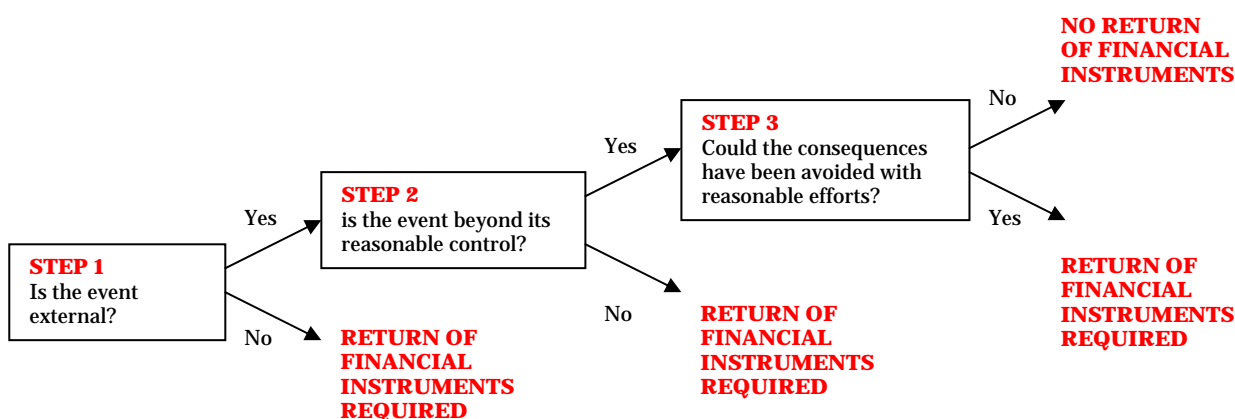 STEP 1
Is the event
external?
Yes
No
RETURN OF
FINANCIAL
INSTRUMENTS
REQUIRED
STEP 2
is the event beyond its
reasonable control?
Yes
No
RETURN OF
FINANCIAL
INSTRUMENTS
REQUIRED
STEP 3
Could the consequences
have been avoided with
reasonable efforts?
No
NO RETURN
OF FINANCIAL
INSTRUMENTS
Yes
RETURN OF
FINANCIAL
INSTRUMENTS
REQUIRED